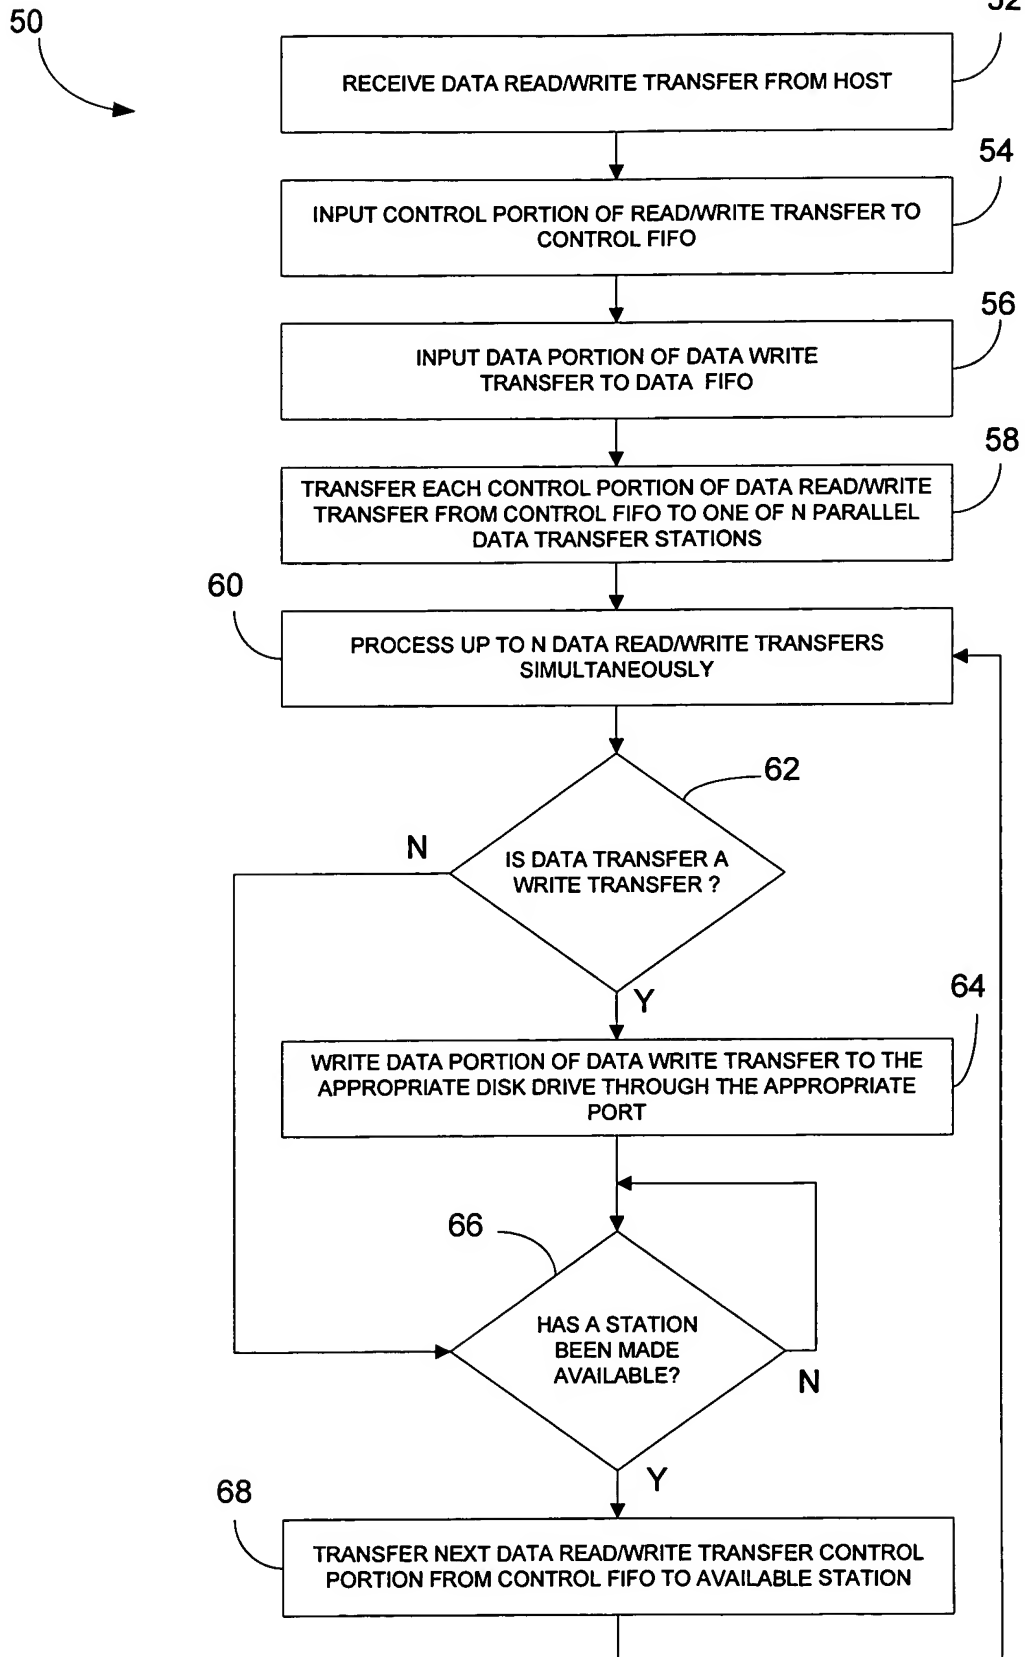 50
52
RECEIVE DATA READ/WRITE TRANSFER FROM HOST
54
INPUT CONTROL PORTION OF READ/WRITE TRANSFER TO
CONTROL FIFO
56
INPUT DATA PORTION OF DATA WRITE
TRANSFER TO DATA FIFO
58
TRANSFER EACH CONTROL PORTION OF DATA READ/WRITE
TRANSFER FROM CONTROL FIFO TO ONE OF N PARALLEL
DATA TRANSFER STATIONS
60
PROCESS UP TO N DATA READ/WRITE TRANSFERS
SIMULTANEOUSLY
62
N
IS DATA TRANSFER A
WRITE TRANSFER ?
Y
64
WRITE DATA PORTION OF DATA WRITE TRANSFER TO THE
APPROPRIATE DISK DRIVE THROUGH THE APPROPRIATE
PORT
66
HAS A STATION
BEEN MADE
AVAILABLE?
N
Y
68
TRANSFER NEXT DATA READ/WRITE TRANSFER CONTROL
PORTION FROM CONTROL FIFO TO AVAILABLE STATION